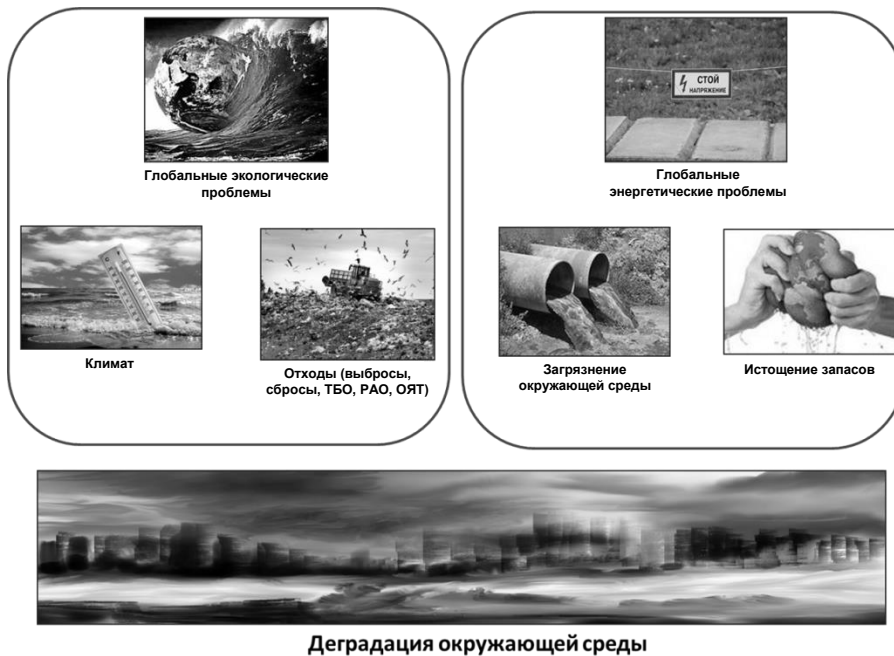 Глобальные экологические
проблемы
Климат
Отходы (выбросы,
сбросы, ТБО, РАО, ОЯТ)
СТОЙ
НАПРЯЖЕНИЕ
Глобальные
энергетические проблемы
Загрязнение
окружающей среды
Истощение запасов
Деградация окружающей среды